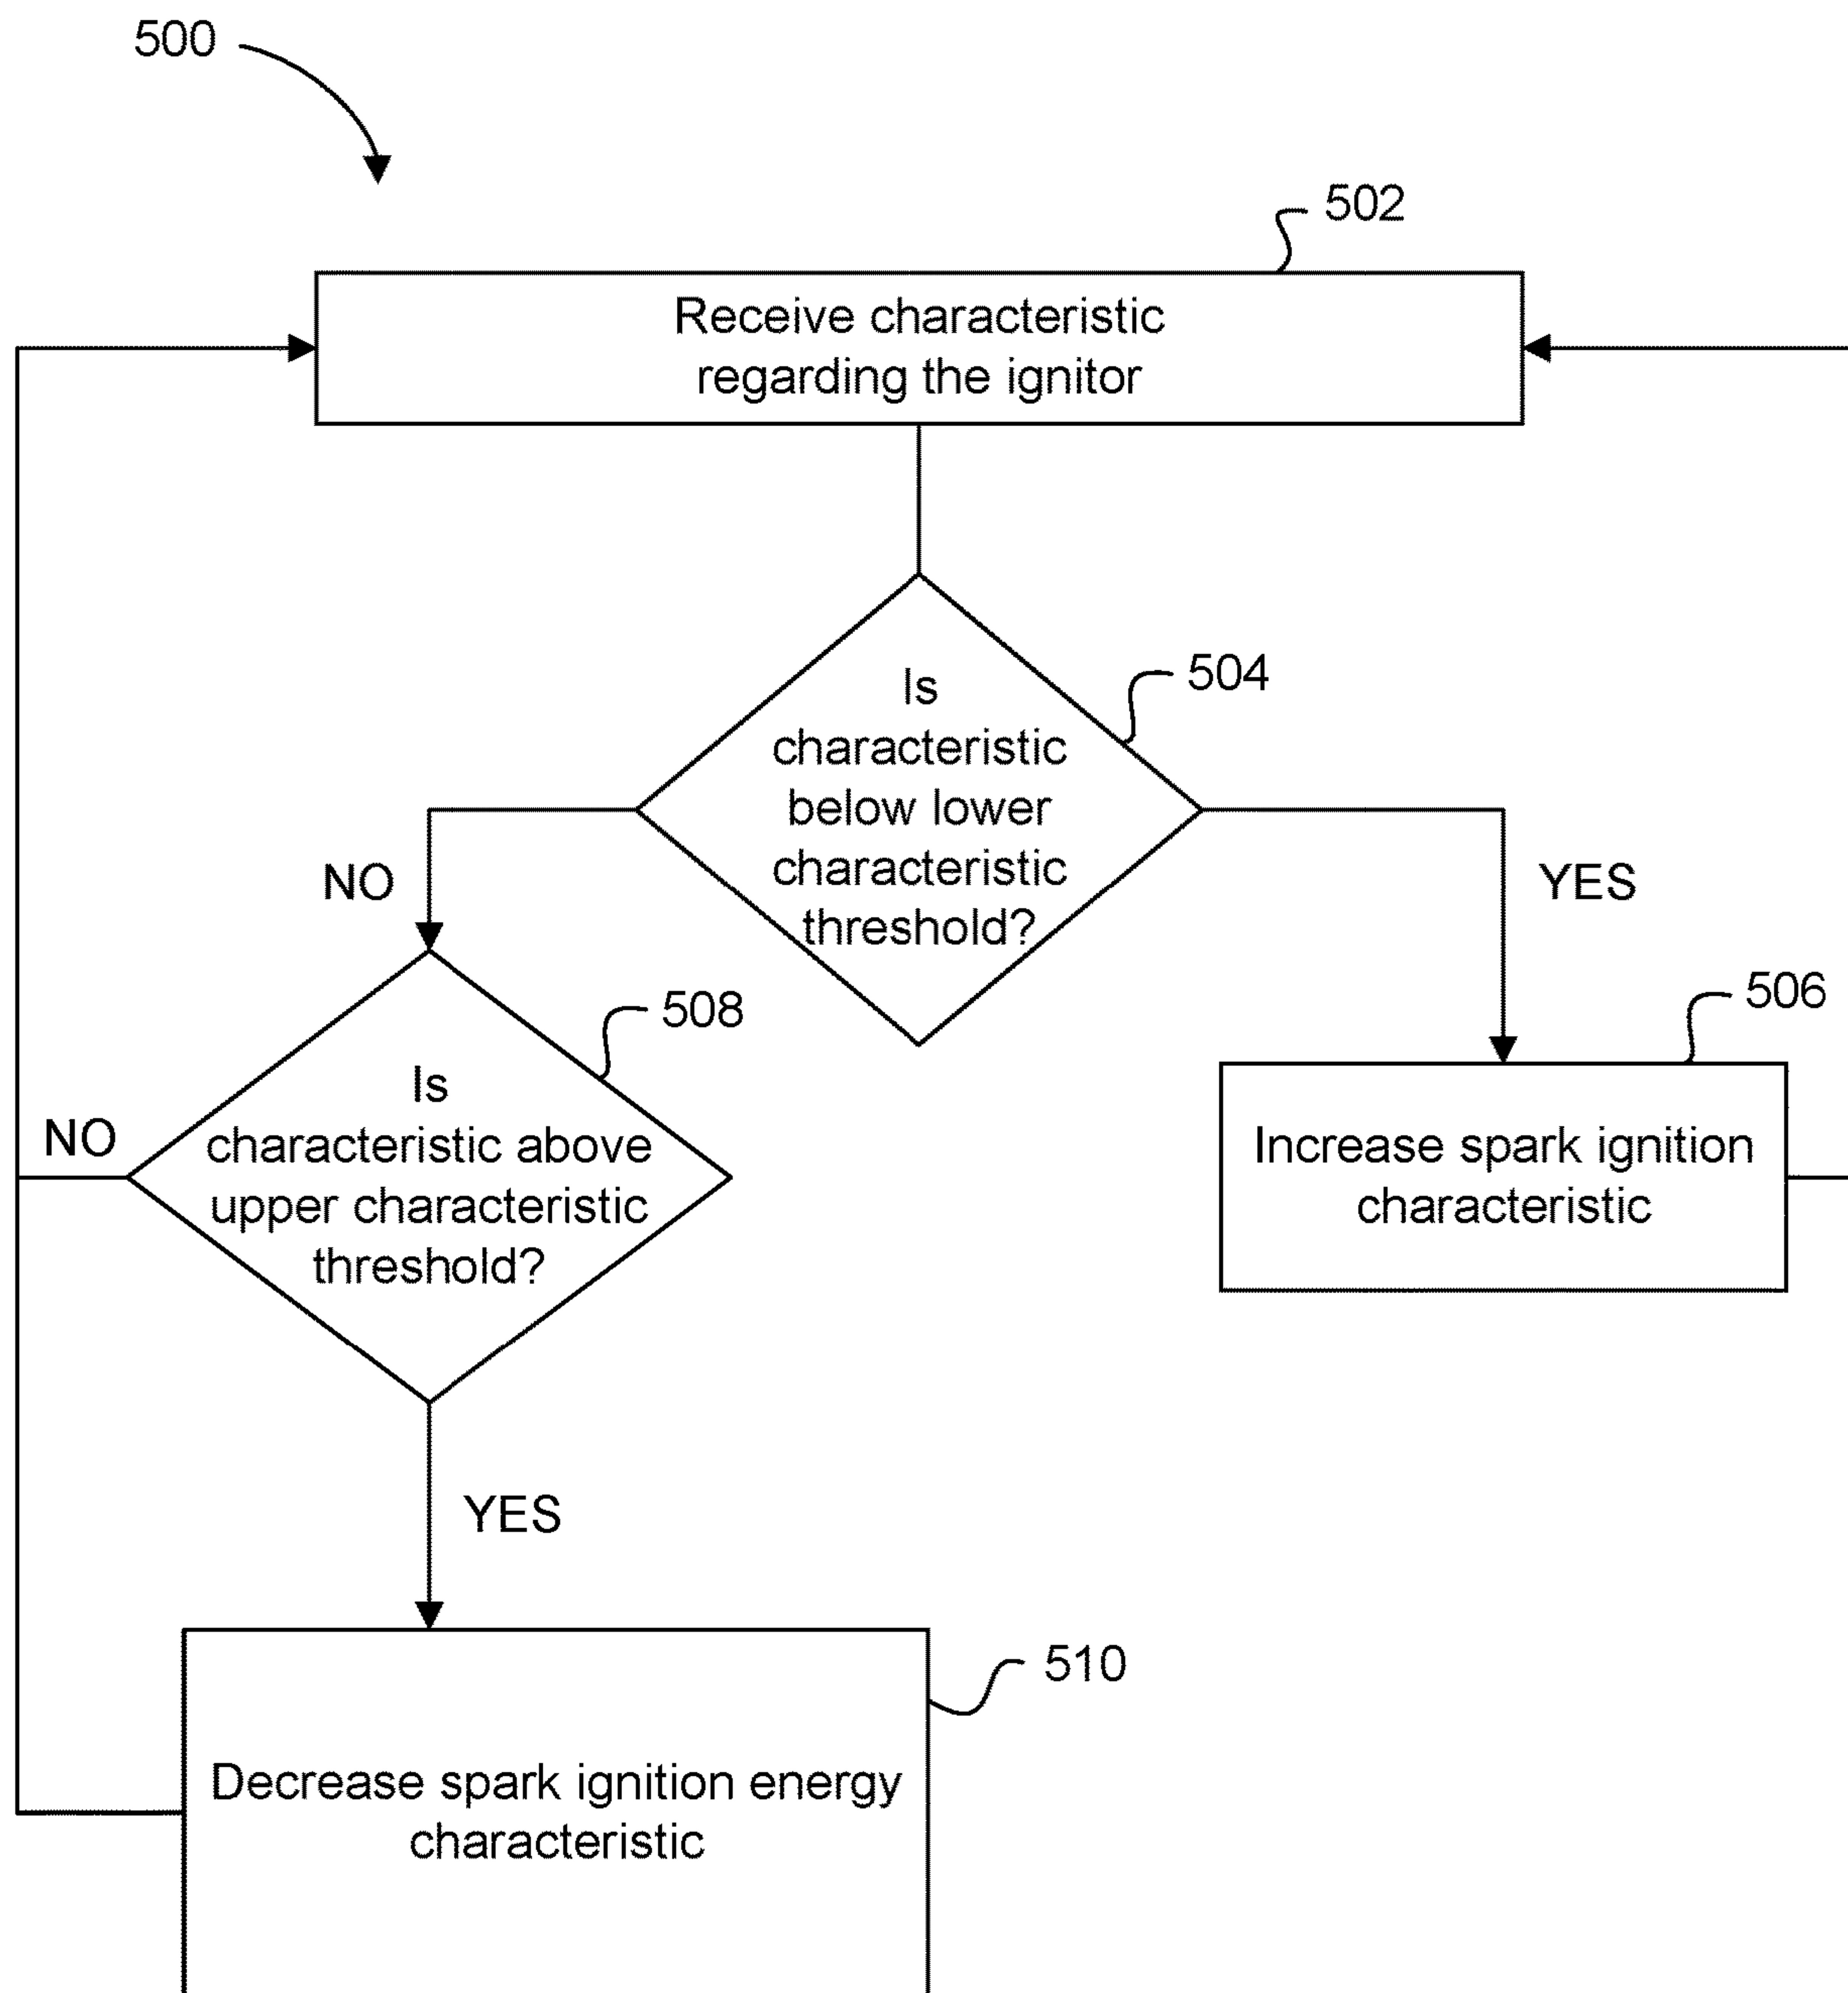 500
502
Receive characteristic
regarding the ignitor
504
Is
characteristic
below lower
characteristic
threshold?
NO
YES
506
508
Is
characteristic above
upper characteristic
threshold?
NO
Increase spark ignition
characteristic
YES
510
Decrease spark ignition energy
characteristic